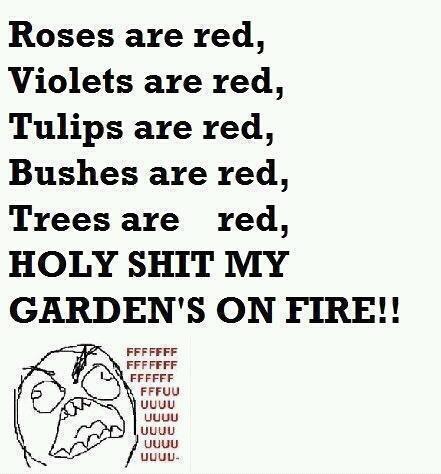 Roses are red,
Violets are red,
Tulips are red,
Bushes are red,
Trees are red,
HOLY SHIT MY
GARDEN'S ON FIRE!!
FFFFFFF
FFFFFFF
FFFFFF
FFFUU
UUUU
UUUU
UUUU
UUUU
UUUU-